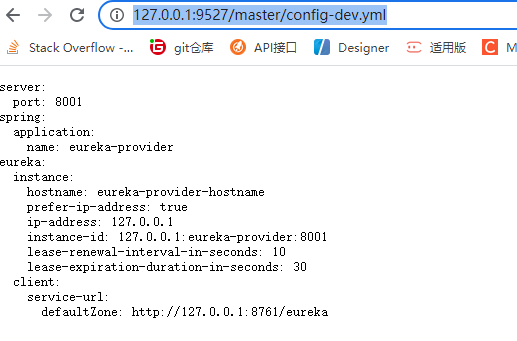 127.0.0.1:9527/master/config-dev.yml
Stack Overflow -... git仓库 API接口 Designer 适用版 M
server:
  port: 8001
spring:
  application:
    name: eureka-provider
eureka:
  instance:
    hostname: eureka-provider-hostname
    prefer-ip-address: true
    ip-address: 127.0.0.1
    instance-id: 127.0.0.1:eureka-provider:8001
    lease-renewal-interval-in-seconds: 10
    lease-expiration-duration-in-seconds: 30
  client:
    service-url:
      defaultZone: http://127.0.0.1:8761/eureka